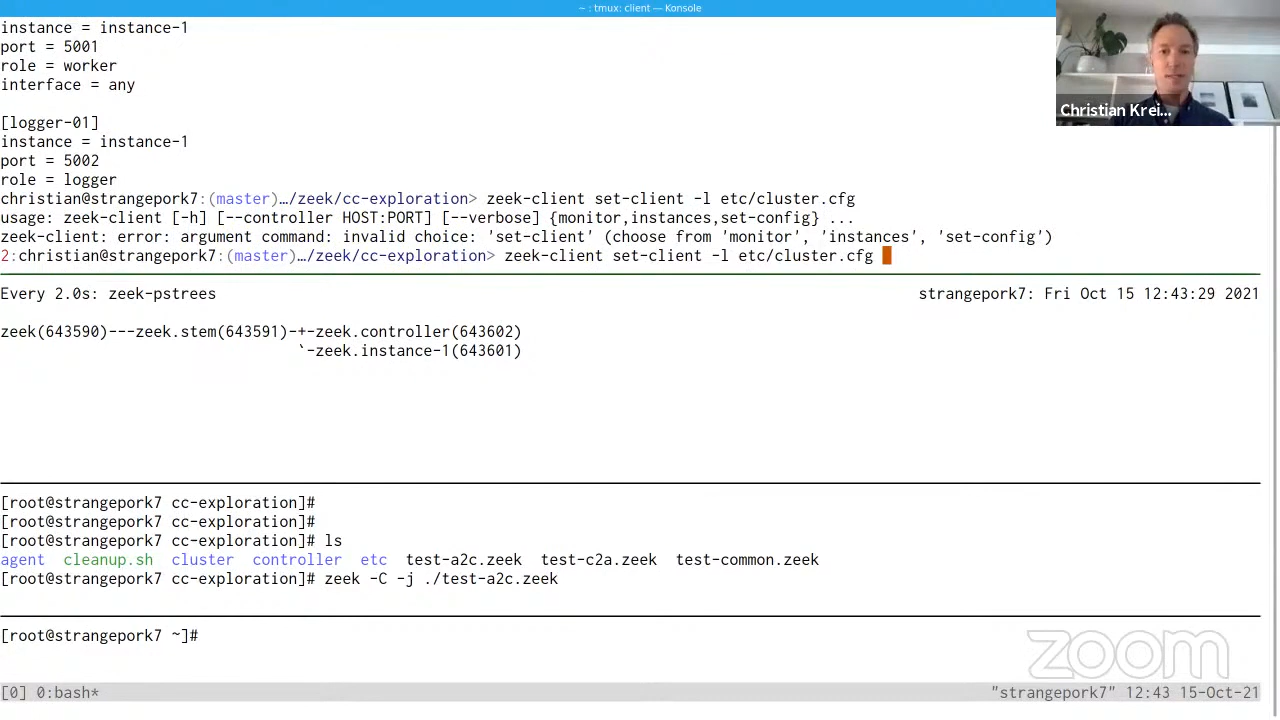 ~ : tmux: client — Konsole
instance = instance-1
port = 5001
role = worker
interface = any
[logger-01]
instance = instance-1
port = 5002
role = logger
christian@strangepork7:(master)…/zeek/cc-exploration> zeek-client set-client -l etc/cluster.cfg
usage: zeek-client [-h] [--controller HOST:PORT] [--verbose] {monitor,instances,set-config} ...
zeek-client: error: argument command: invalid choice: 'set-client' (choose from 'monitor', 'instances', 'set-config')
2:christian@strangepork7:(master)…/zeek/cc-exploration> zeek-client set-client -l etc/cluster.cfg
Every 2.0s: zeek-pstrees strangepork7: Fri Oct 15 12:43:29 2021
zeek(643590)---zeek.stem(643591)-+-zeek.controller(643602)
`-zeek.instance-1(643601)
[root@strangepork7 cc-exploration]#
[root@strangepork7 cc-exploration]#
[root@strangepork7 cc-exploration]# ls
agent cleanup.sh cluster controller etc test-a2c.zeek test-c2a.zeek test-common.zeek
[root@strangepork7 cc-exploration]# zeek -C -j ./test-a2c.zeek
[root@strangepork7 ~]#
[0] 0:bash* "strangepork7" 12:43 15-Oct-21
Christian Krei...
zoom